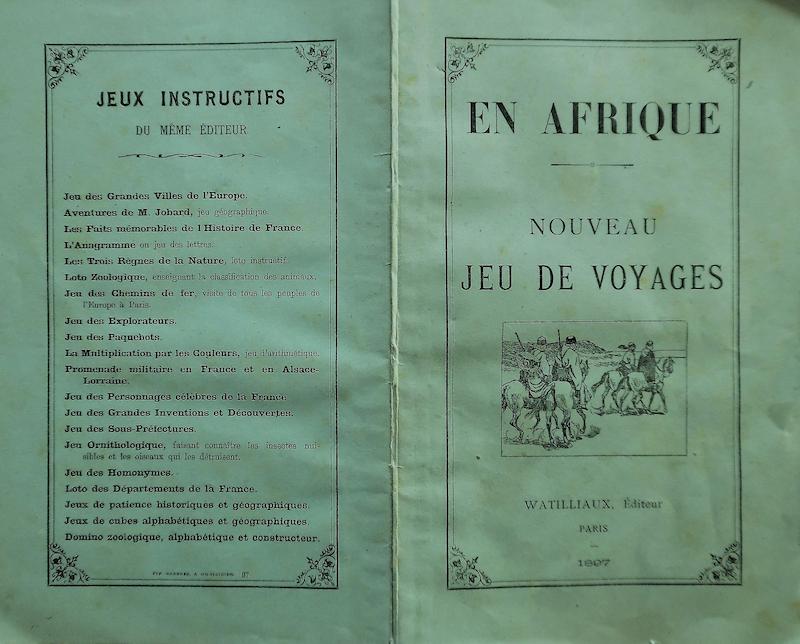 JEUX INSTRUCTIFS
DU MÊME ÉDITEUR
Jeu des Grandes Villes de l'Europe.
Aventures de M. Jobard, jeu géographique.
Les Faits mémorables de l'Histoire de France.
L'Anagramme ou jeu des lettres.
Les Trois Règnes de la Nature, loto instructif.
Loto Zoologique, enseignant la classification des animaux.
Jeu des Chemins de fer, visite de tous les peuples de
l'Europe à Paris.
Jeu des Explorateurs.
Jeu des Paquebots.
La Multiplication par les Couleurs, jeu d'arithmétique.
Promenade militaire en France et en Alsace-
Lorraine.
Jeu des Personnages célèbres de la France
Jeu des Grandes Inventions et Découvertes.
Jeu des Sous-Préfectures.
Jeu Ornithologique, faisant connaître les insectes nui-
sibles et les oiseaux qui les détruisent.
Jeu des Homonymes.
Loto des Départements de la France.
Jeux de patience historiques et géographiques.
Jeux de cubes alphabétiques et géographiques.
Domino zoologique, alphabétique et constructeur.
EN AFRIQUE
NOUVEAU
JEU DE VOYAGES
WATILLIAUX, Éditeur
PARIS
1897